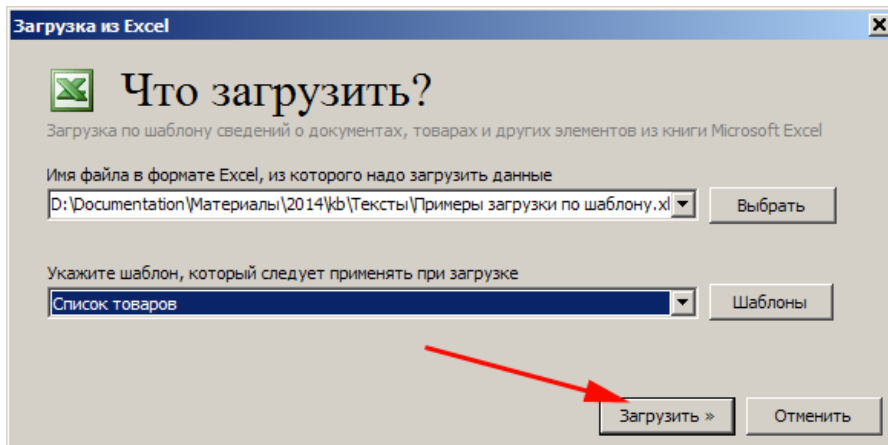 Загрузка из Excel
Что загрузить?
Загрузка по шаблону сведений о документах, товарах и других элементов из книги Microsoft Excel
Имя файла в формате Excel, из которого надо загрузить данные
D:\Documentation\Материалы\2014\kb\Тексты\Примеры загрузки по шаблону.xl
Выбрать
Укажите шаблон, который следует применять при загрузке
Список товаров
Шаблоны
Загрузить »
Отменить